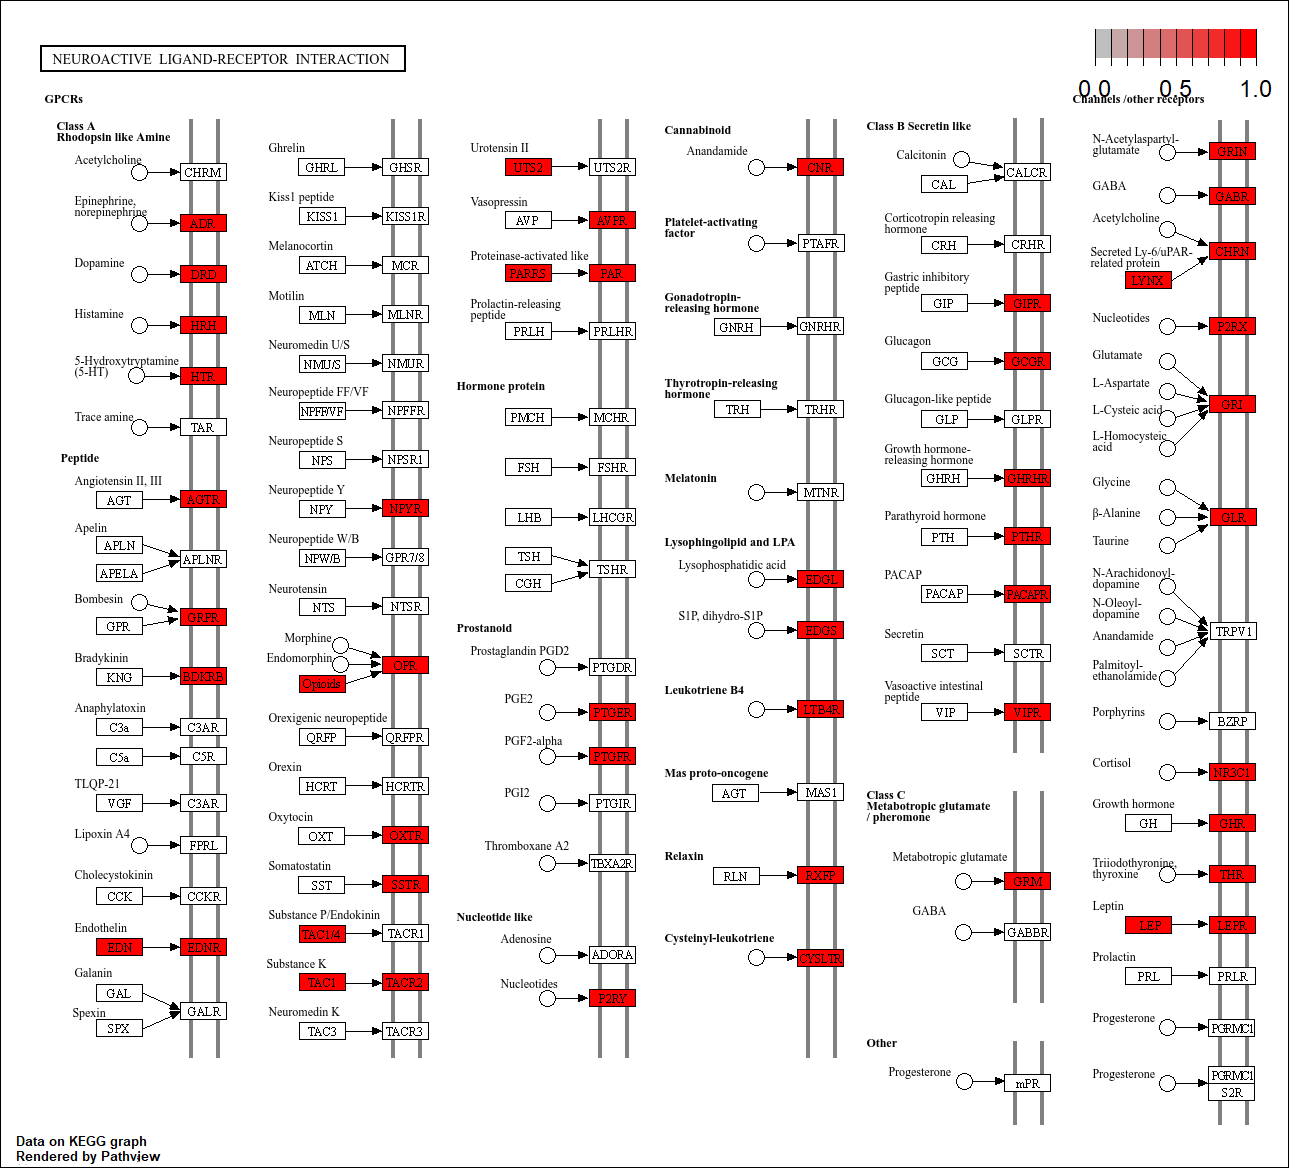 NEUROACTIVE LIGAND-RECEPTOR INTERACTION
0.0 0.5 1.0
GPCRs
Channels /other receptors
Class A
Rhodopsin like Amine
Acetylcholine
CHRM
Epinephrine,
norepinephrine
ADR
Dopamine
DRD
Histamine
HRH
5-Hydroxytryptamine
(5-HT)
HTR
Trace amine
TAR
Peptide
Angiotensin II, III
AGT AGTR
Apelin
APLN
APLNR
APELA
Bombesin
GPR GRPR
Bradykinin
KNG BDKRB
Anaphylatoxin
C3a C3AR
C5a C5R
TLQP-21
VGF C3AR
Lipoxin A4
FPRL
Cholecystokinin
CCK CCKR
Endothelin
EDN EDNR
Galanin
GAL
GALR
Spexin
SPX
Ghrelin
GHRL GHSR
Kiss1 peptide
KISS1 KISS1R
Melanocortin
ATCH MCR
Motilin
MLN MLNR
Neuromedin U/S
NMU/S NMUR
Neuropeptide FF/VF
NPFF/VF NPFFR
Neuropeptide S
NPS NPSR1
Neuropeptide Y
NPY NPYR
Neuropeptide W/B
NPW/B GPR7/8
Neurotensin
NTS NTSR
Morphine
Endomorphin
OPR
Opioids
Orexigenic neuropeptide
QRFP QRFPR
Orexin
HCRT HCRTR
Oxytocin
OXT OXTR
Somatostatin
SST SSTR
Substance P/Endokinin
TAC1/4 TACR1
Substance K
TAC1 TACR2
Neuromedin K
TAC3 TACR3
Urotensin II
UTS2 UTS2R
Vasopressin
AVP AVPR
Proteinase-activated like
PARRS PAR
Prolactin-releasing
peptide
PRLH PRLHR
Hormone protein
PMCH MCHR
FSH FSHR
LHB LHCGR
TSH
TSHR
CGH
Prostanoid
Prostaglandin PGD2
PTGDR
PGE2
PTGER
PGF2-alpha
PTGFR
PGI2
PTGIR
Thromboxane A2
TBXA2R
Nucleotide like
Adenosine
ADORA
Nucleotides
P2RY
Cannabinoid
Anandamide
CNR
Platelet-activating
factor
PTAFR
Gonadotropin-
releasing hormone
GNRH GNRHR
Thyrotropin-releasing
hormone
TRH TRHR
Melatonin
MTNR
Lysophingolipid and LPA
Lysophosphatidic acid
EDGL
S1P, dihydro-S1P
EDGS
Leukotriene B4
LTB4R
Mas proto-oncogene
AGT MAS1
Relaxin
RLN RXFP
Cysteinyl-leukotriene
CYSLTR
Class B Secretin like
Calcitonin
CALCR
CAL
Corticotropin releasing
hormone
CRH CRHR
Gastric inhibitory
peptide
GIP GIPR
Glucagon
GCG GCGR
Glucagon-like peptide
GLP GLPR
Growth hormone-
releasing hormone
GHRH GHRHR
Parathyroid hormone
PTH PTHR
PACAP
PACAP PACAPR
Secretin
SCT SCTR
Vasoactive intestinal
peptide
VIP VIPR
Class C
Metabotropic glutamate
/ pheromone
Metabotropic glutamate
GRM
GABA
GABBR
Other
Progesterone
mPR
N-Acetylaspartyl-
glutamate
GRIN
GABA
GABR
Acetylcholine
CHRN
Secreted Ly-6/uPAR-
related protein
LYNX
Nucleotides
P2RX
Glutamate
L-Aspartate
GRI
L-Cysteic acid
L-Homocysteic
acid
Glycine
β-Alanine
GLR
Taurine
N-Arachidonoyl-
dopamine
N-Oleoyl-
dopamine
TRPV1
Anandamide
Palmitoyl-
ethanolamide
Porphyrins
BZRP
Cortisol
NR3C1
Growth hormone
GH GHR
Triiodothyronine,
thyroxine
THR
Leptin
LEP LEPR
Prolactin
PRL PRLR
Progesterone
PGRMC1
Progesterone
PGRMC1
S2R
Data on KEGG graph
Rendered by Pathview